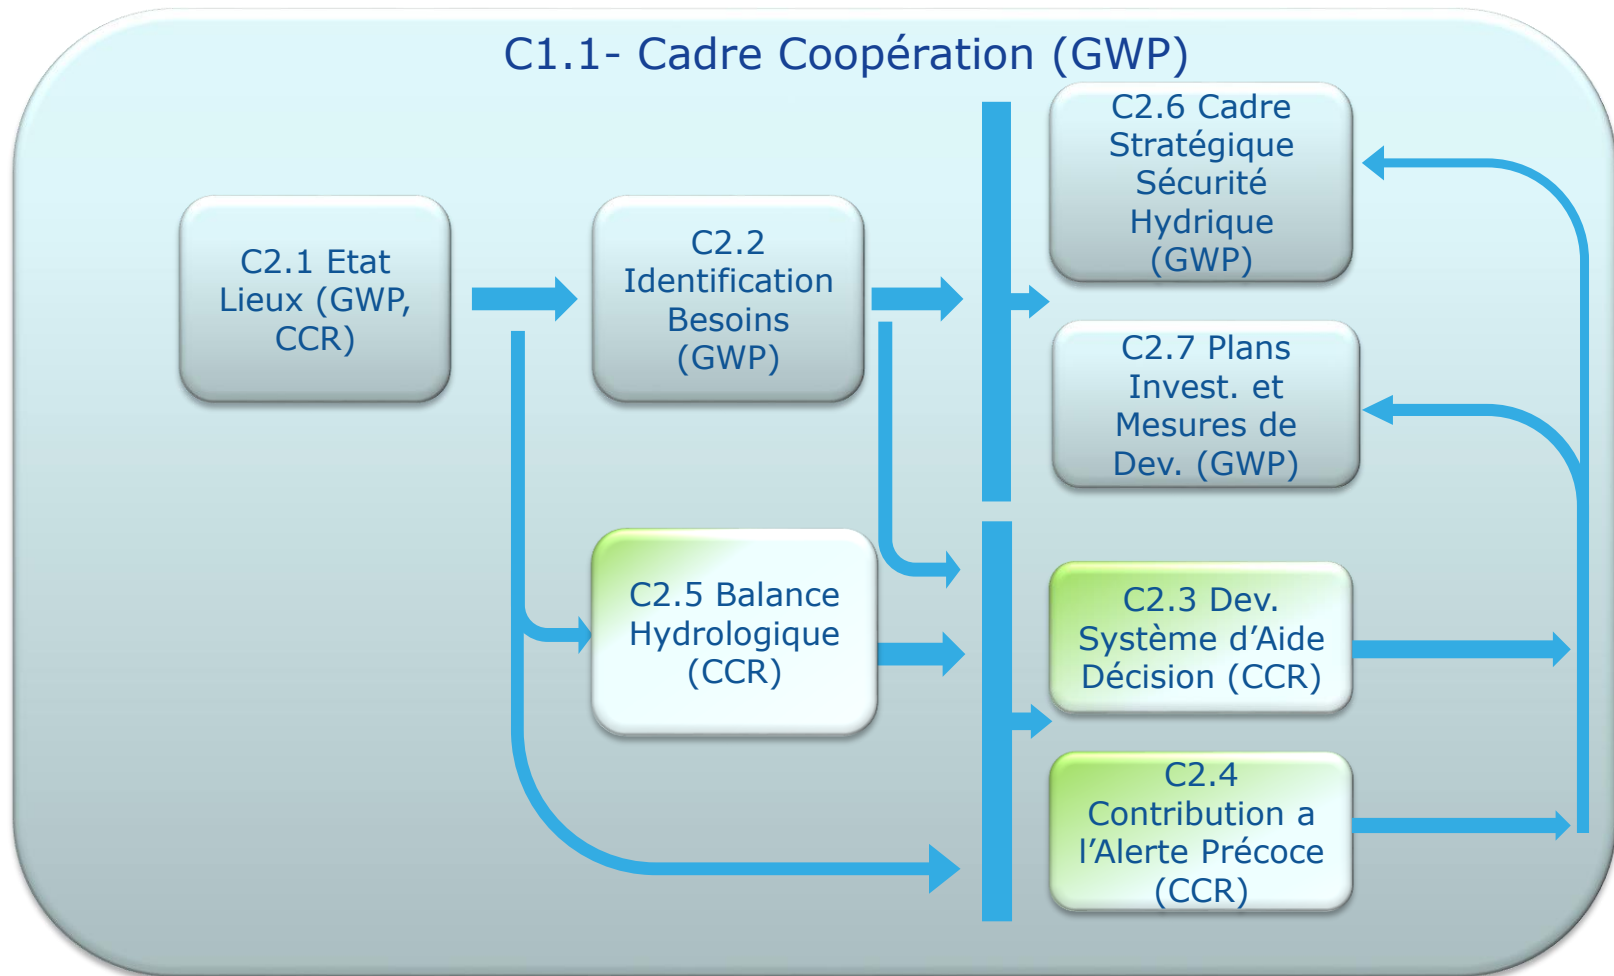 C1.1- Cadre Coopération (GWP)
C2.1 Etat
Lieux (GWP,
CCR)
C2.2
Identification
Besoins
(GWP)
C2.5 Balance
Hydrologique
(CCR)
C2.6 Cadre
Stratégique
Sécurité
Hydrique
(GWP)
C2.7 Plans
Invest. et
Mesures de
Dev. (GWP)
C2.3 Dev.
Système d’Aide
Décision (CCR)
C2.4
Contribution a
l’Alerte Précoce
(CCR)